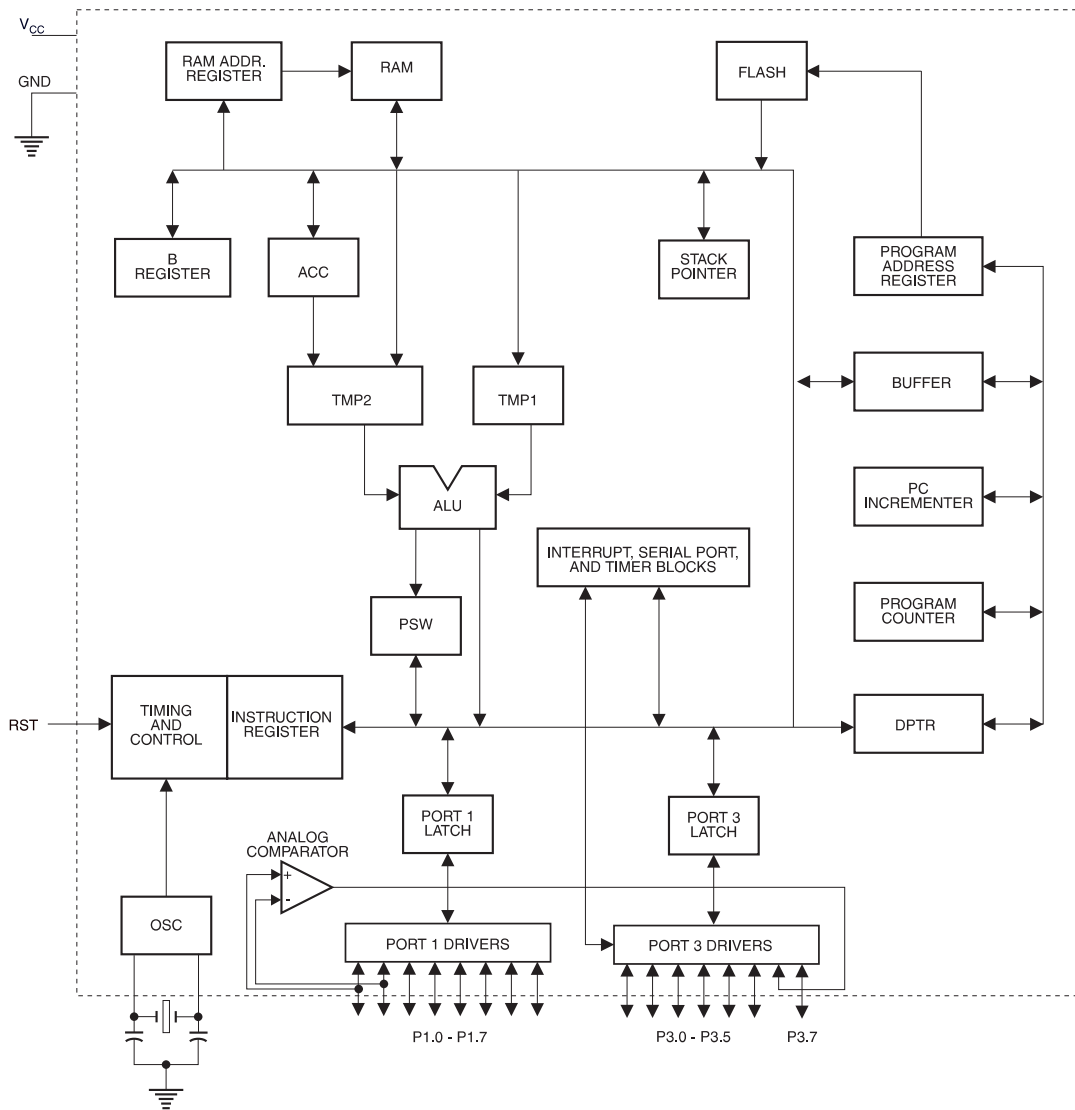 VCC
GND
RAM ADDR.
REGISTER
RAM
FLASH
B
REGISTER
ACC
STACK
POINTER
PROGRAM
ADDRESS
REGISTER
TMP2
TMP1
BUFFER
ALU
PC
INCREMENTER
INTERRUPT, SERIAL PORT,
AND TIMER BLOCKS
PSW
PROGRAM
COUNTER
RST
TIMING
AND
CONTROL
INSTRUCTION
REGISTER
DPTR
PORT 1
LATCH
PORT 3
LATCH
ANALOG
COMPARATOR
+
-
OSC
PORT 1 DRIVERS
PORT 3 DRIVERS
P1.0 - P1.7
P3.0 - P3.5
P3.7